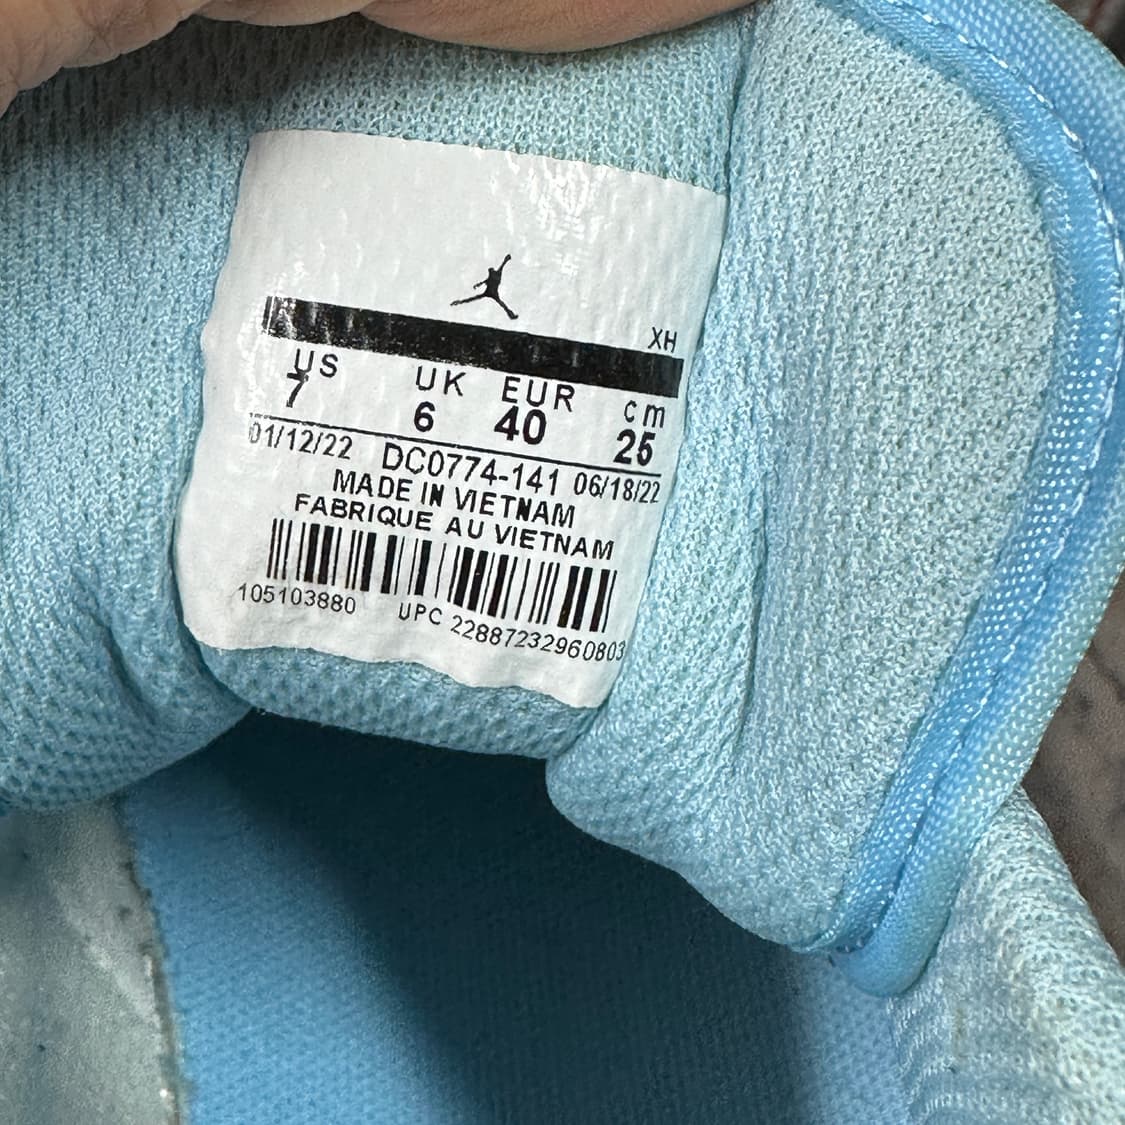 XH
US UK EUR cm
7 6 40 25
01/12/22 DC0774-141 06/18/22
MADE IN VIETNAM
FABRIQUE AU VIETNAM
105103880 UPC 22887232960803